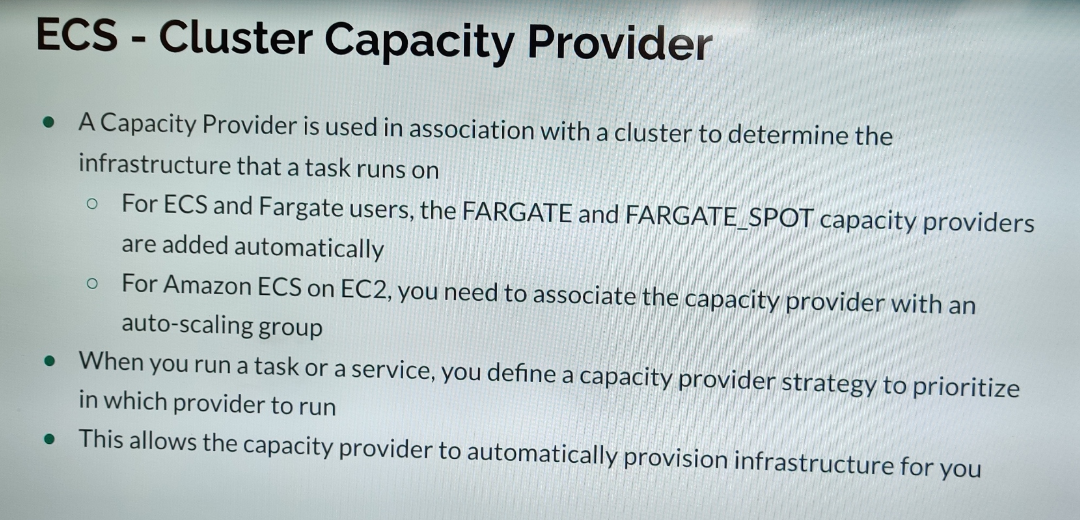 ECS - Cluster Capacity Provider
• A Capacity Provider is used in association with a cluster to determine the
infrastructure that a task runs on
○ For ECS and Fargate users, the FARGATE and FARGATE_SPOT capacity providers
are added automatically
○ For Amazon ECS on EC2, you need to associate the capacity provider with an
auto-scaling group
• When you run a task or a service, you define a capacity provider strategy to prioritize
in which provider to run
• This allows the capacity provider to automatically provision infrastructure for you